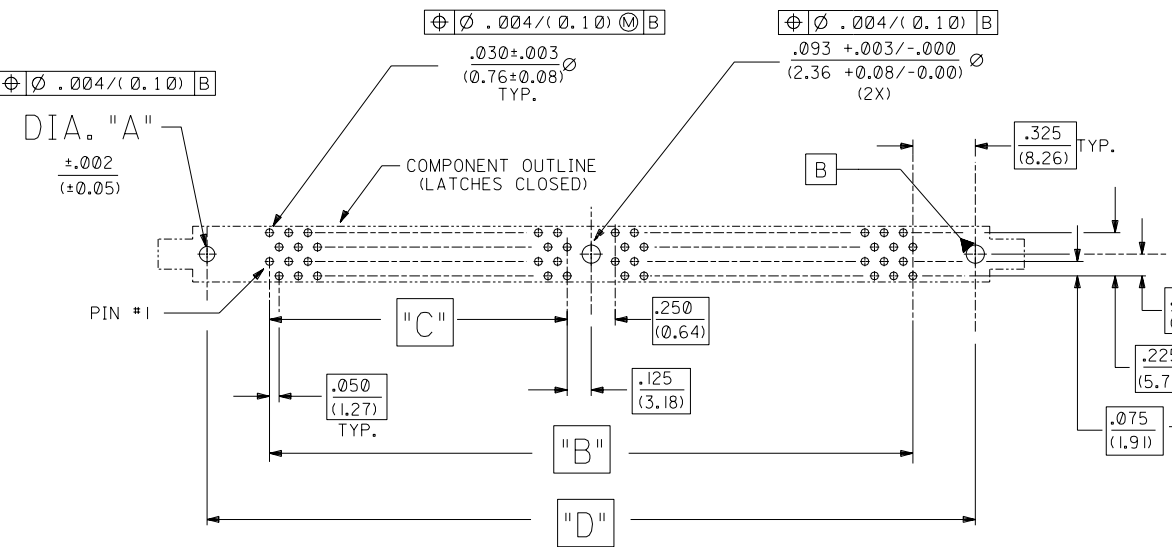 ⌖ Ø .004/(0.10) Ⓜ B
.030±.003
(0.76±0.08) Ø
TYP.
⌖ Ø .004/(0.10) B
.093 +.003/-.000
(2.36 +0.08/-0.00) Ø
(2X)
⌖ Ø .004/(0.10) B
DIA. "A"
±.002
(±0.05)
COMPONENT OUTLINE
(LATCHES CLOSED)
B
.325
(8.26)
TYP.
PIN #1
"C"
.250
(0.64)
.050
(1.27)
TYP.
.125
(3.18)
.225
(5.7
.075
(1.91)
"B"
"D"